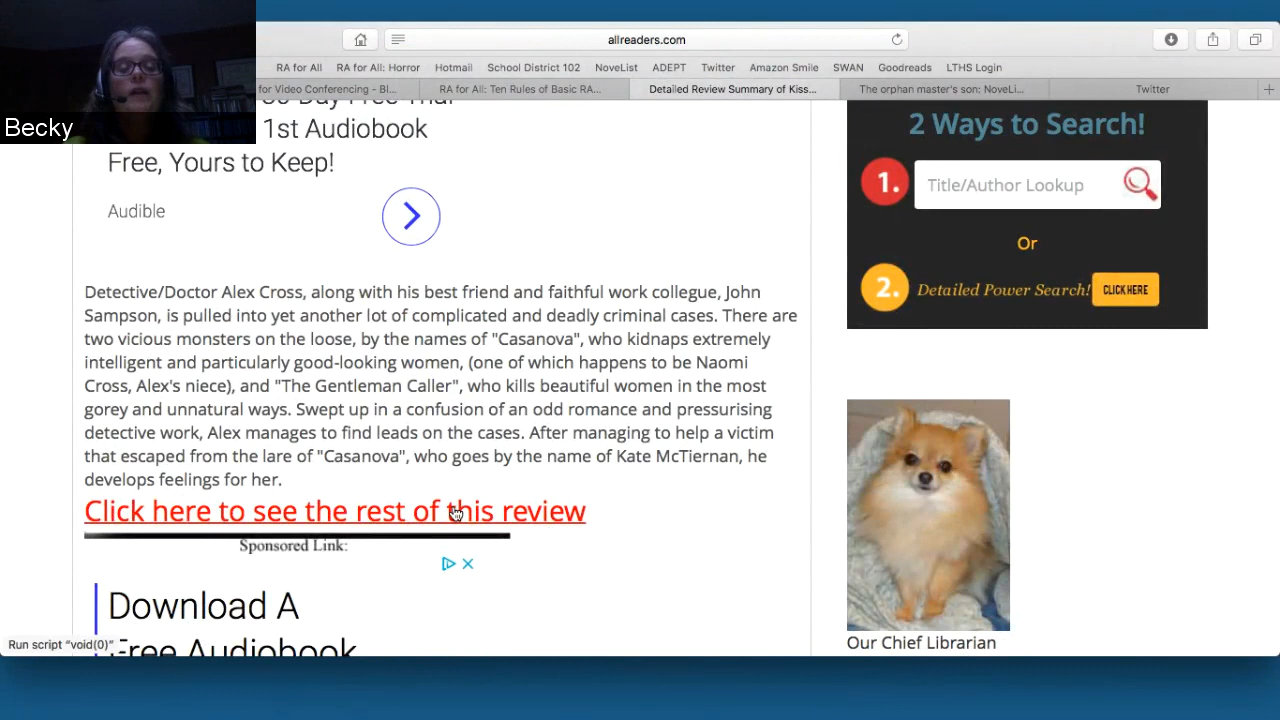 Becky
allreaders.com
RA for All
RA for All: Horror
Hotmail
School District 102
NoveList
ADEPT
Twitter
Amazon Smile
SWAN
Goodreads
LTHS Login
for Video Conferencing - Bl...
RA for All: Ten Rules of Basic RA...
Detailed Review Summary of Kiss...
The orphan master's son: NoveLi...
Twitter
30 Day Free Trial
1st Audiobook
Free, Yours to Keep!
Audible
Detective/Doctor Alex Cross, along with his best friend and faithful work collegue, John
Sampson, is pulled into yet another lot of complicated and deadly criminal cases. There are
two vicious monsters on the loose, by the names of "Casanova", who kidnaps extremely
intelligent and particularly good-looking women, (one of which happens to be Naomi
Cross, Alex's niece), and "The Gentleman Caller", who kills beautiful women in the most
gorey and unnatural ways. Swept up in a confusion of an odd romance and pressurising
detective work, Alex manages to find leads on the cases. After managing to help a victim
that escaped from the lare of "Casanova", who goes by the name of Kate McTiernan, he
develops feelings for her.
Click here to see the rest of this review
Sponsored Link:
Download A
Free Audiobook
Run script "void(0)"
2 Ways to Search!
1.
Title/Author Lookup
Or
2.
Detailed Power Search!
CLICK HERE
Our Chief Librarian